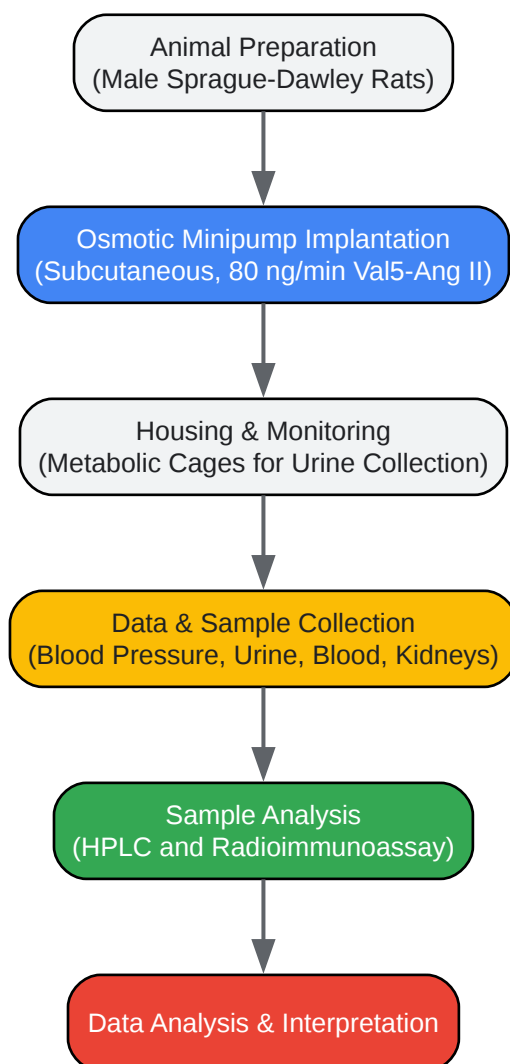 Animal Preparation
(Male Sprague-Dawley Rats)
Osmotic Minipump Implantation
(Subcutaneous, 80 ng/min Val5-Ang II)
Housing & Monitoring
(Metabolic Cages for Urine Collection)
Data & Sample Collection
(Blood Pressure, Urine, Blood, Kidneys)
Sample Analysis
(HPLC and Radioimmunoassay)
Data Analysis & Interpretation